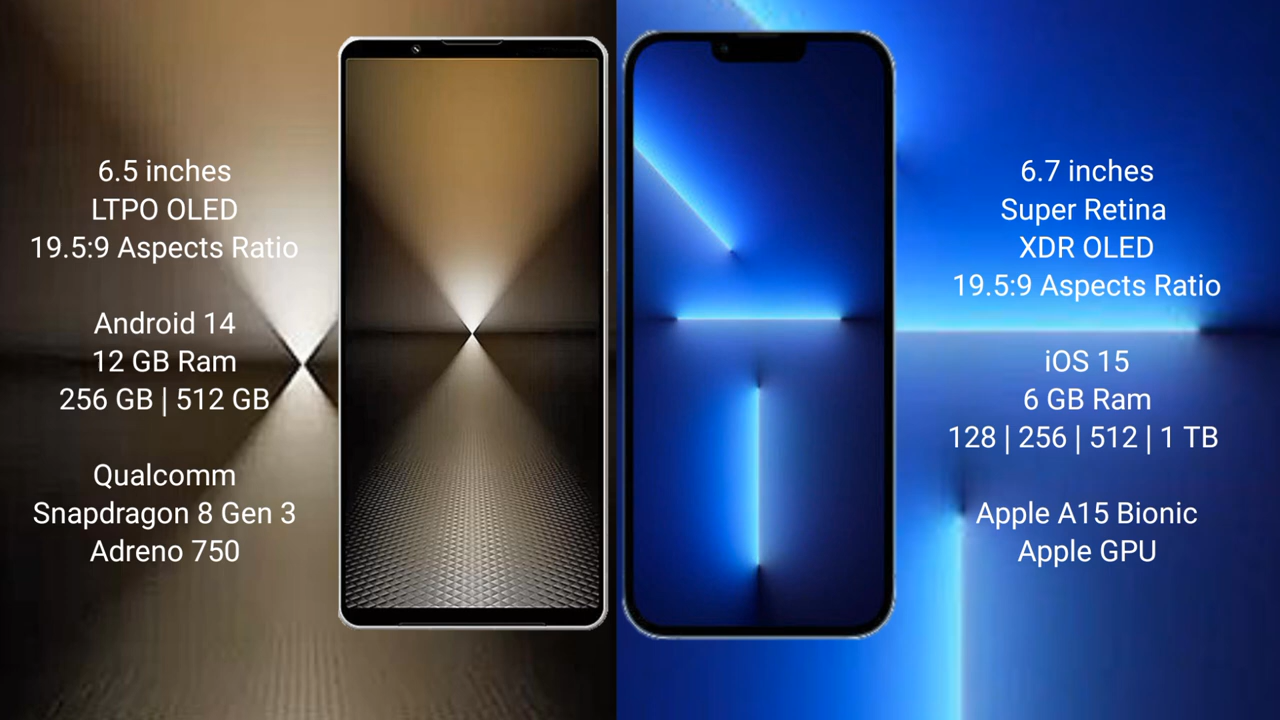 6.5 inches
LTPO OLED
19.5:9 Aspects Ratio
Android 14
12 GB Ram
256 GB | 512 GB
Qualcomm
Snapdragon 8 Gen 3
Adreno 750
6.7 inches
Super Retina
XDR OLED
19.5:9 Aspects Ratio
iOS 15
6 GB Ram
128 | 256 | 512 | 1 TB
Apple A15 Bionic
Apple GPU